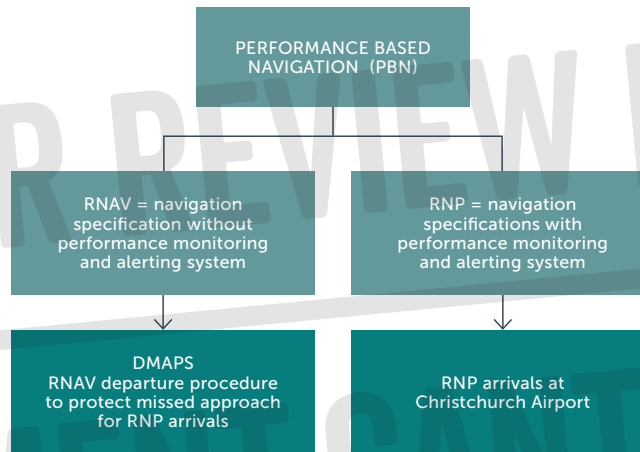 PERFORMANCE BASED
NAVIGATION (PBN)
RNAV = navigation
specification without
performance monitoring
and alerting system
RNP = navigation
specifications with
performance monitoring
and alerting system
DMAPS
RNAV departure procedure
to protect missed approach
for RNP arrivals
RNP arrivals at
Christchurch Airport
REVIEW